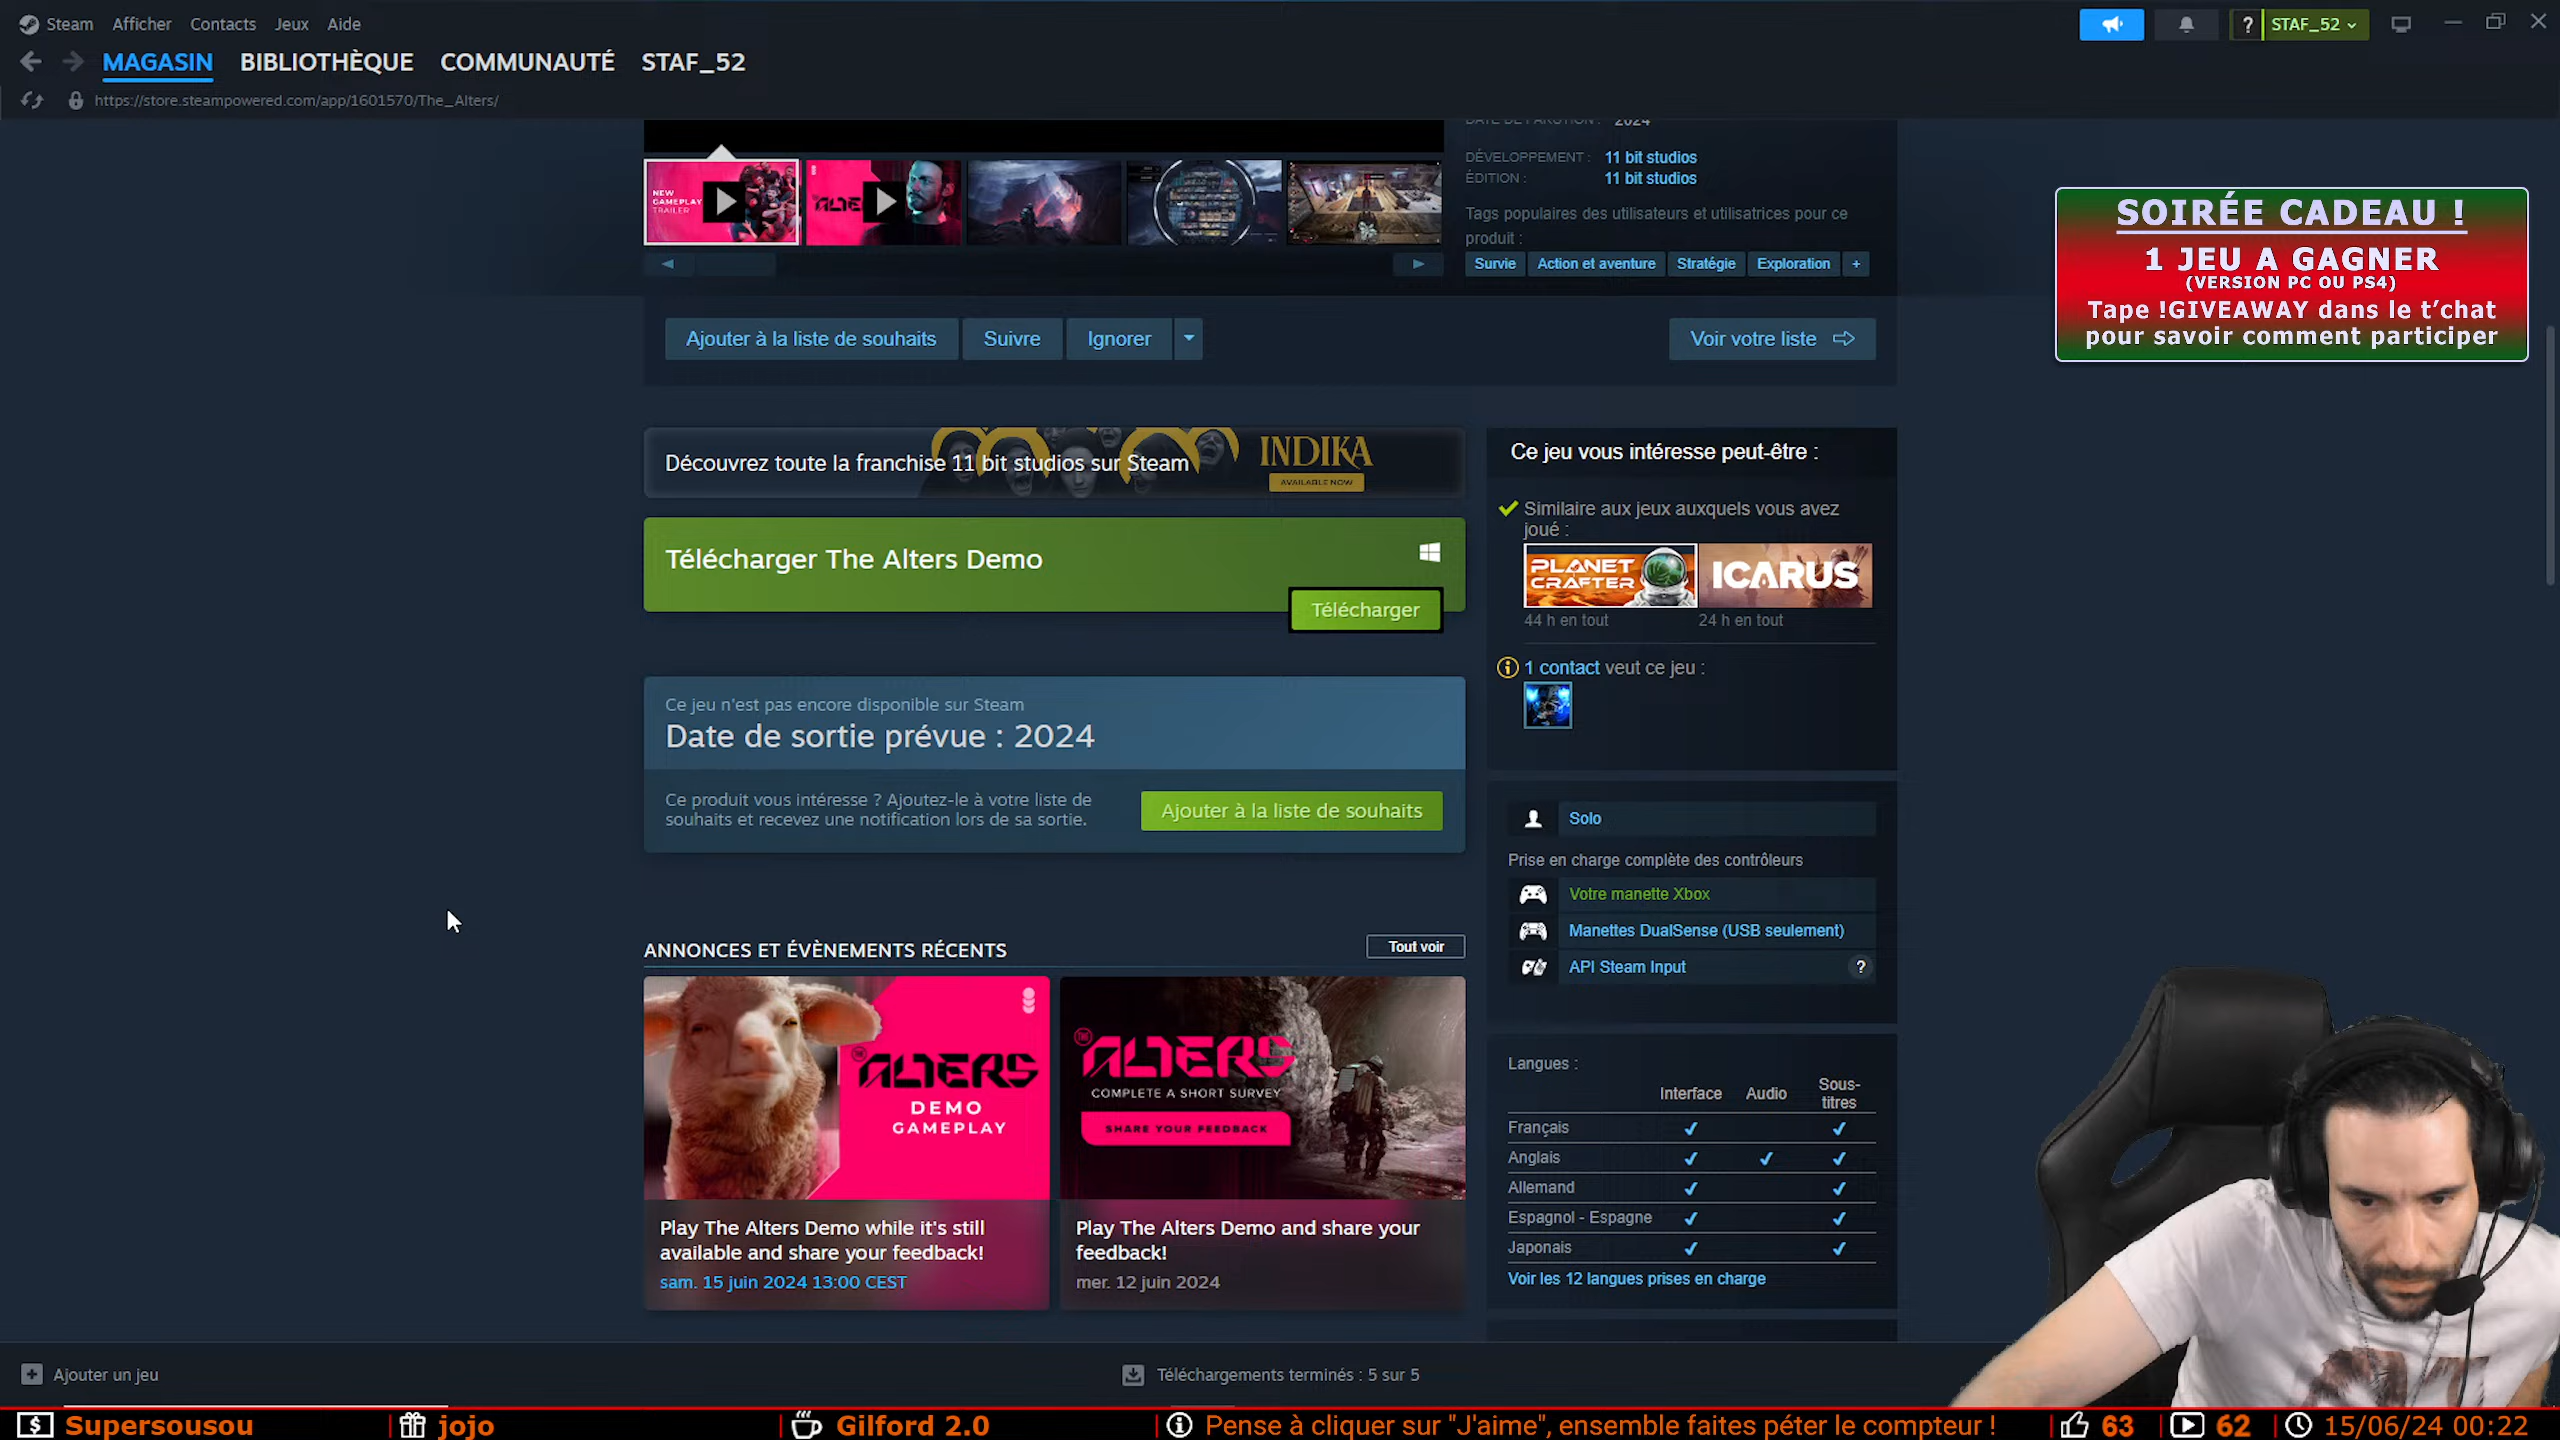 Steam Afficher Contacts Jeux Aide
? STAF_52
MAGASIN BIBLIOTHÈQUE COMMUNAUTÉ STAF_52
https://store.steampowered.com/app/1601570/The_Alters/
DATE DE PARUTION : 2024
DÉVELOPPEMENT : 11 bit studios
ÉDITION : 11 bit studios
Tags populaires des utilisateurs et utilisatrices pour ce
produit :
Survie Action et aventure Stratégie Exploration +
NEW
GAMEPLAY
TRAILER
SOIRÉE CADEAU !
1 JEU A GAGNER
(VERSION PC OU PS4)
Tape !GIVEAWAY dans le t'chat
pour savoir comment participer
Ajouter à la liste de souhaits Suivre Ignorer Voir votre liste
Découvrez toute la franchise 11 bit studios sur Steam
INDIKA
AVAILABLE NOW
Télécharger The Alters Demo
Télécharger
Ce jeu n'est pas encore disponible sur Steam
Date de sortie prévue : 2024
Ce produit vous intéresse ? Ajoutez-le à votre liste de
souhaits et recevez une notification lors de sa sortie.
Ajouter à la liste de souhaits
Ce jeu vous intéresse peut-être :
Similaire aux jeux auxquels vous avez
joué :
PLANET
CRAFTER
ICARUS
44 h en tout 24 h en tout
1 contact veut ce jeu :
Solo
Prise en charge complète des contrôleurs
Votre manette Xbox
Manettes DualSense (USB seulement)
API Steam Input ?
ANNONCES ET ÉVÈNEMENTS RÉCENTS Tout voir
THE ALTERS
DEMO
GAMEPLAY
Play The Alters Demo while it's still
available and share your feedback!
sam. 15 juin 2024 13:00 CEST
THE ALTERS
COMPLETE A SHORT SURVEY
SHARE YOUR FEEDBACK
Play The Alters Demo and share your
feedback!
mer. 12 juin 2024
Langues :
Interface Audio Sous-
titres
Français
Anglais
Allemand
Espagnol - Espagne
Japonais
Voir les 12 langues prises en charge
Ajouter un jeu
Téléchargements terminés : 5 sur 5
Supersousou jojo Gilford 2.0 Pense à cliquer sur "J'aime", ensemble faites péter le compteur ! 63 62 15/06/24 00:22